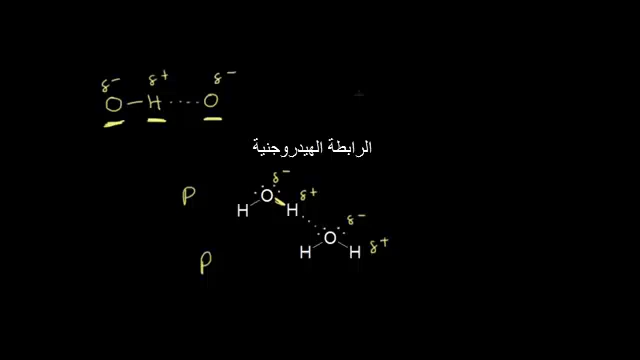 δ- δ+ δ-
O — H ···· O
الرابطة الهيدروجنية
δ-
P O δ+
H H δ-
O
P H H δ+